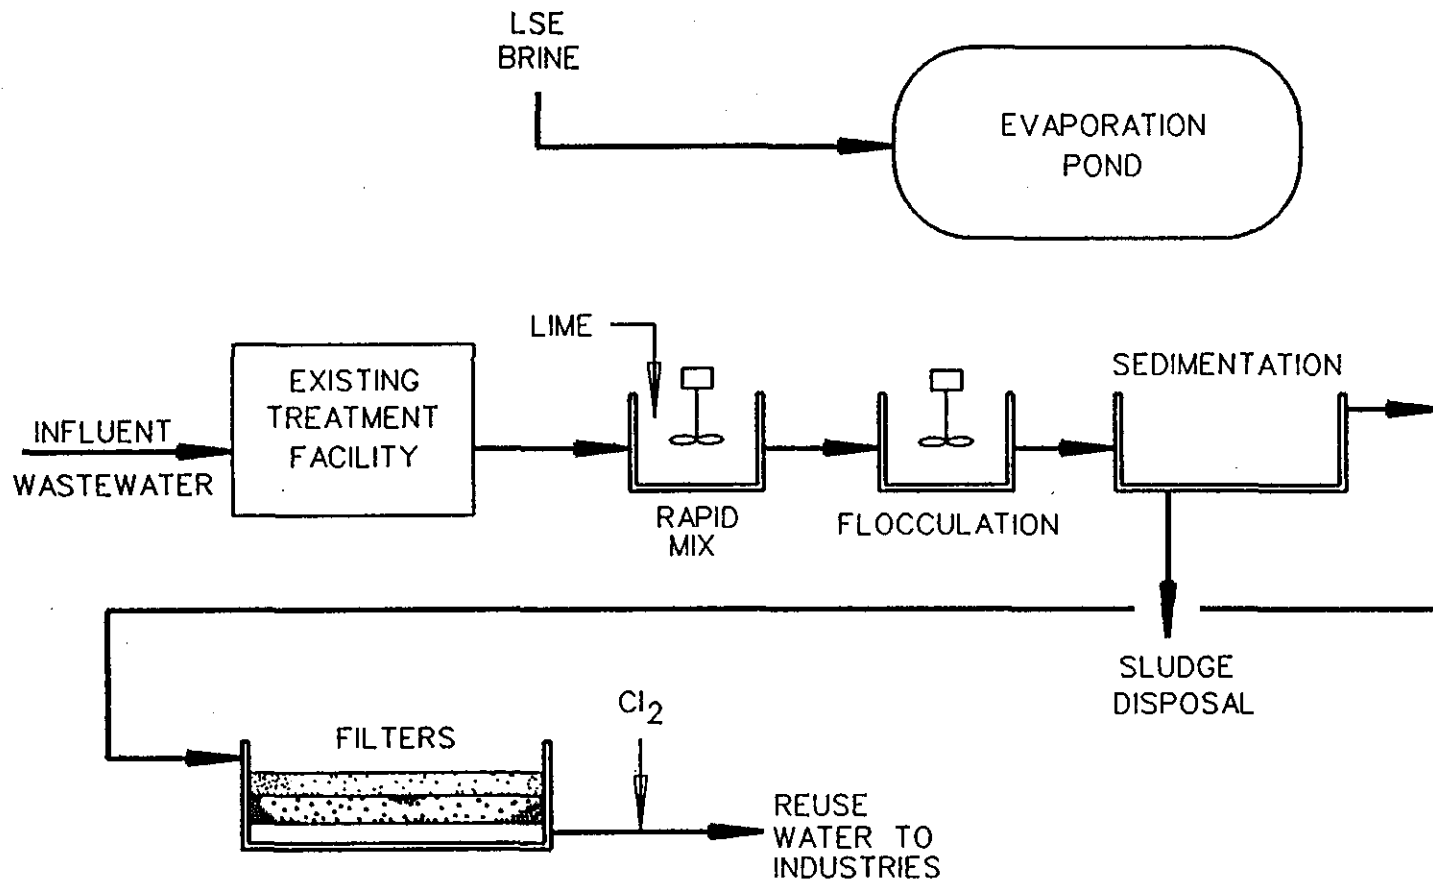 LSE
BRINE
EVAPORATION
POND
LIME
SEDIMENTATION
EXISTING
TREATMENT
FACILITY
INFLUENT
WASTEWATER
RAPID
MIX
FLOCCULATION
SLUDGE
DISPOSAL
Cl2
FILTERS
REUSE
WATER TO
INDUSTRIES